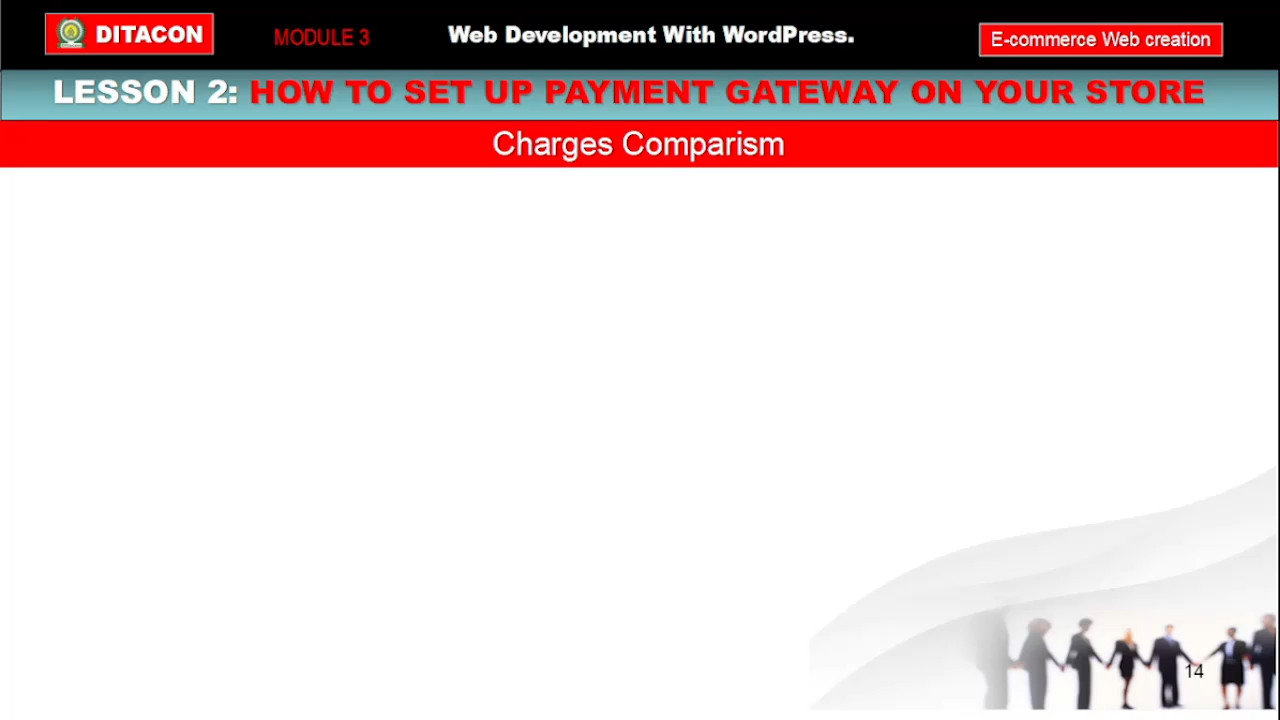 DITACON
MODULE 3
Web Development With WordPress.
E-commerce Web creation
LESSON 2: HOW TO SET UP PAYMENT GATEWAY ON YOUR STORE
Charges Comparism
14